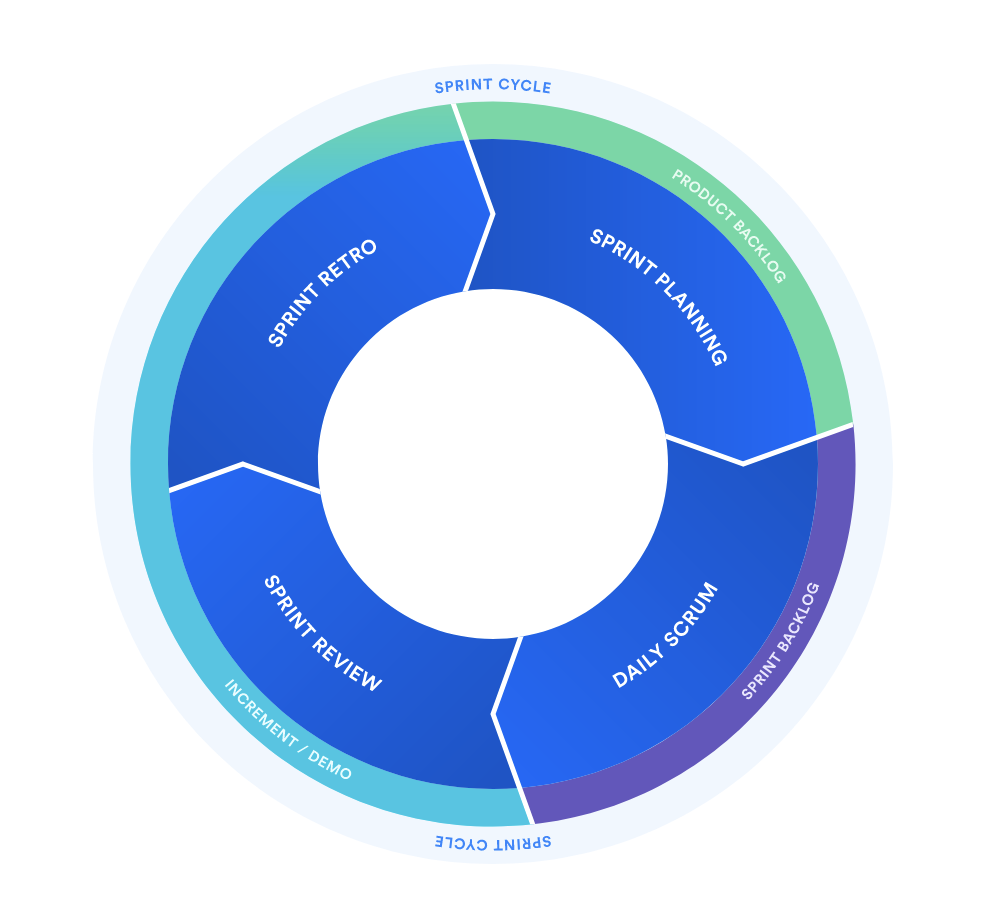 SPRINT CYCLE
PRODUCT BACKLOG
SPRINT PLANNING
SPRINT RETRO
DAILY SCRUM
SPRINT BACKLOG
SPRINT REVIEW
INCREMENT / DEMO
SPRINT CYCLE